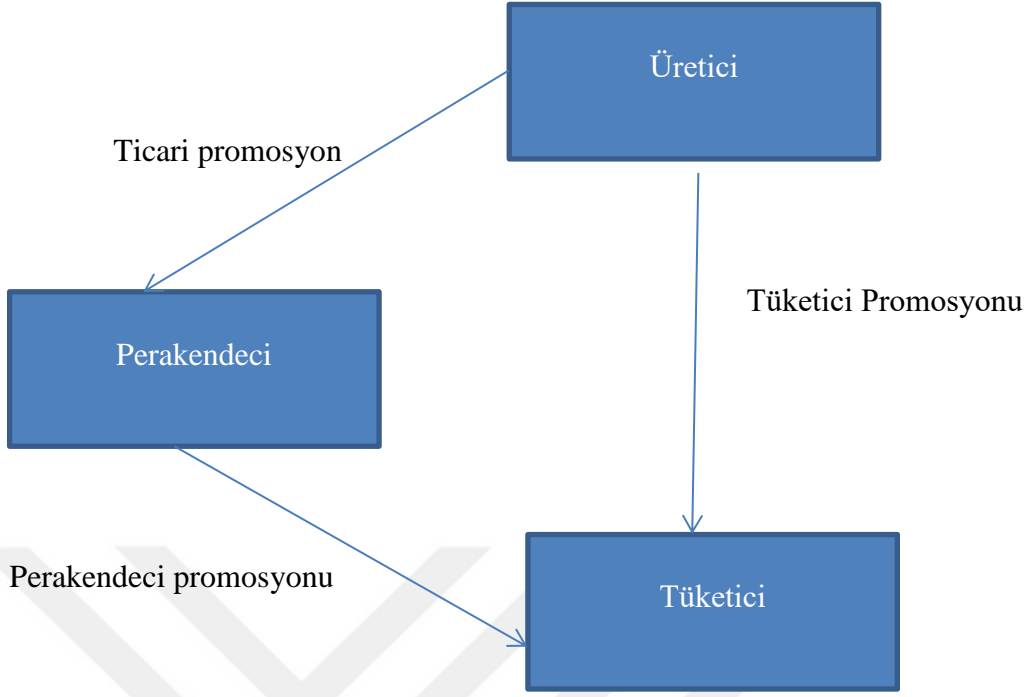 Üretici
Ticari promosyon
Tüketici Promosyonu
Perakendeci
Perakendeci promosyonu
Tüketici